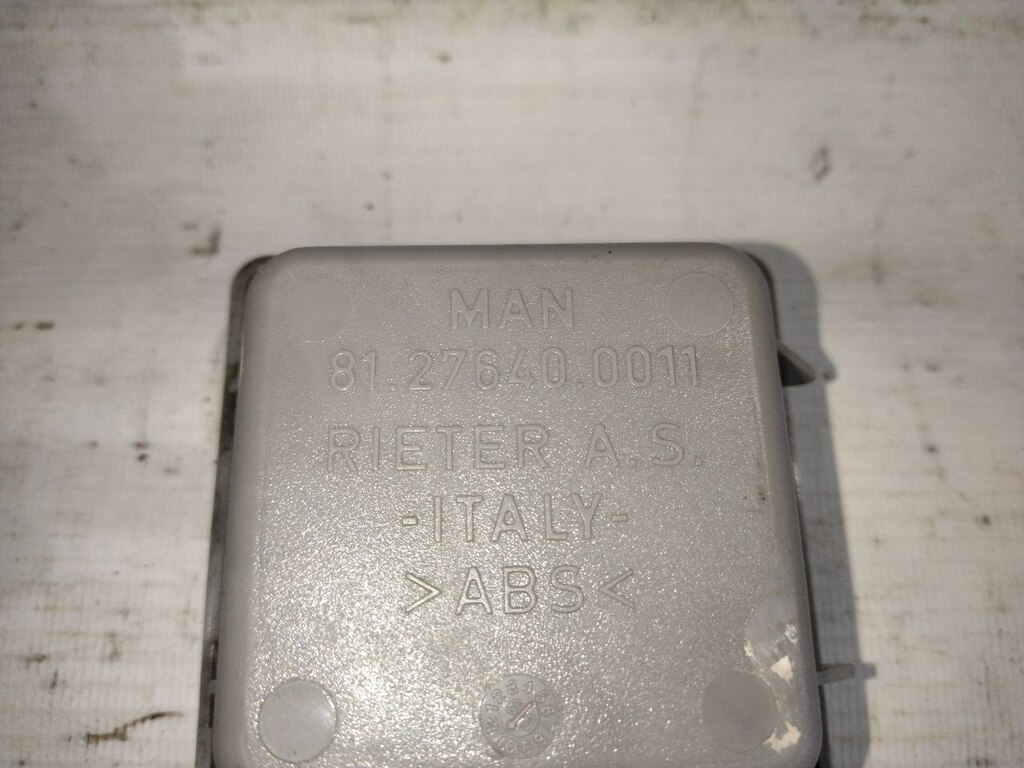 MAN
81.27640.0011
RIETER A.S.
-ITALY-
>ABS<